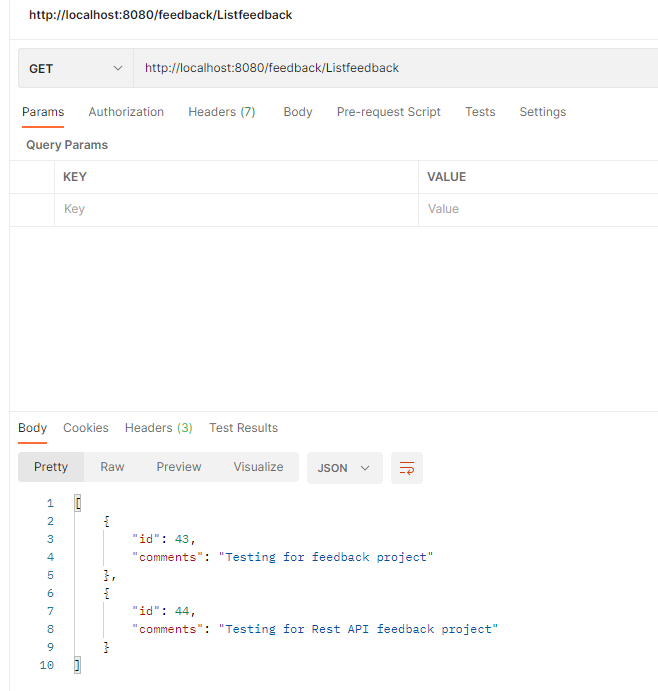 http://localhost:8080/feedback/Listfeedback
GET http://localhost:8080/feedback/Listfeedback
Params Authorization Headers (7) Body Pre-request Script Tests Settings
Query Params
KEY VALUE
Key Value
Body Cookies Headers (3) Test Results
Pretty Raw Preview Visualize JSON
1 [
2 {
3 "id": 43,
4 "comments": "Testing for feedback project"
5 },
6 {
7 "id": 44,
8 "comments": "Testing for Rest API feedback project"
9 }
10 ]